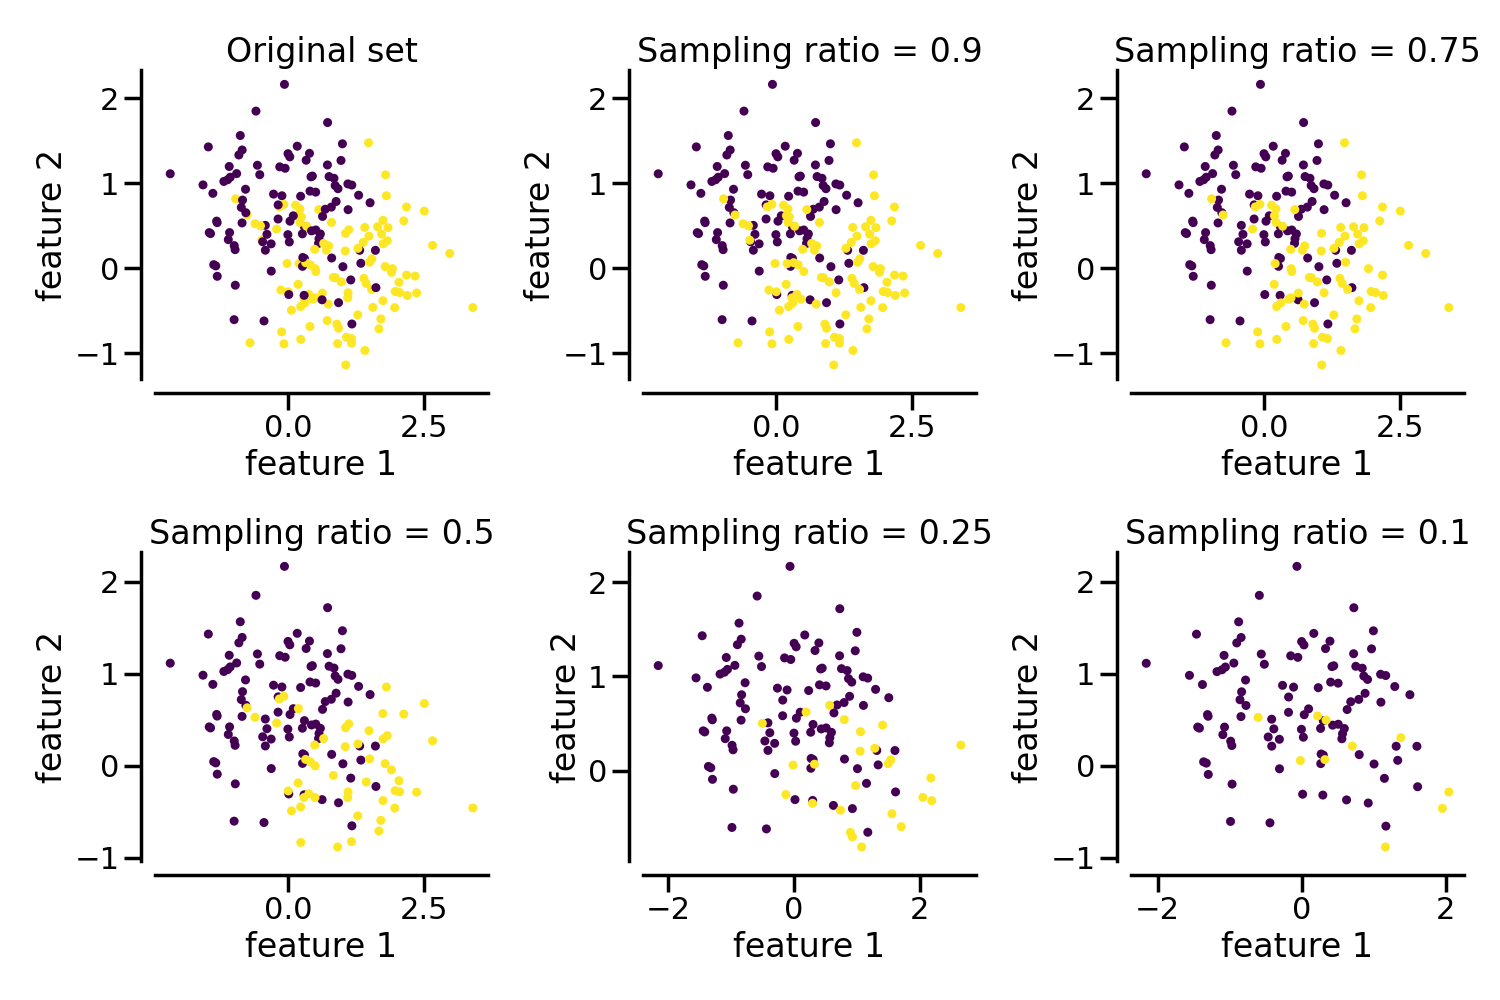 Original set
Sampling ratio = 0.9
Sampling ratio = 0.75
feature 2
2
1
0
−1
0.0
2.5
feature 1
feature 2
2
1
0
−1
0.0
2.5
feature 1
feature 2
2
1
0
−1
0.0
2.5
feature 1
Sampling ratio = 0.5
Sampling ratio = 0.25
Sampling ratio = 0.1
feature 2
2
1
0
−1
0.0
2.5
feature 1
feature 2
2
1
0
−2
0
2
feature 1
feature 2
2
1
0
−1
−2
0
2
feature 1